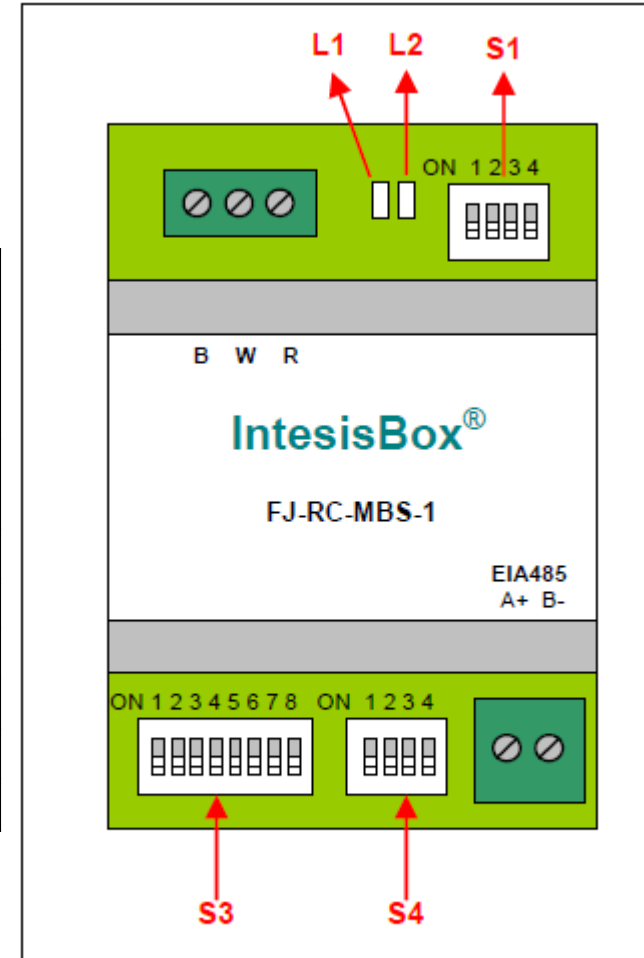 L1 L2 S1
ON 1 2 3 4
B W R
IntesisBox®
FJ-RC-MBS-1
EIA485
A+ B-
ON 1 2 3 4 5 6 7 8 ON 1 2 3 4
S3 S4